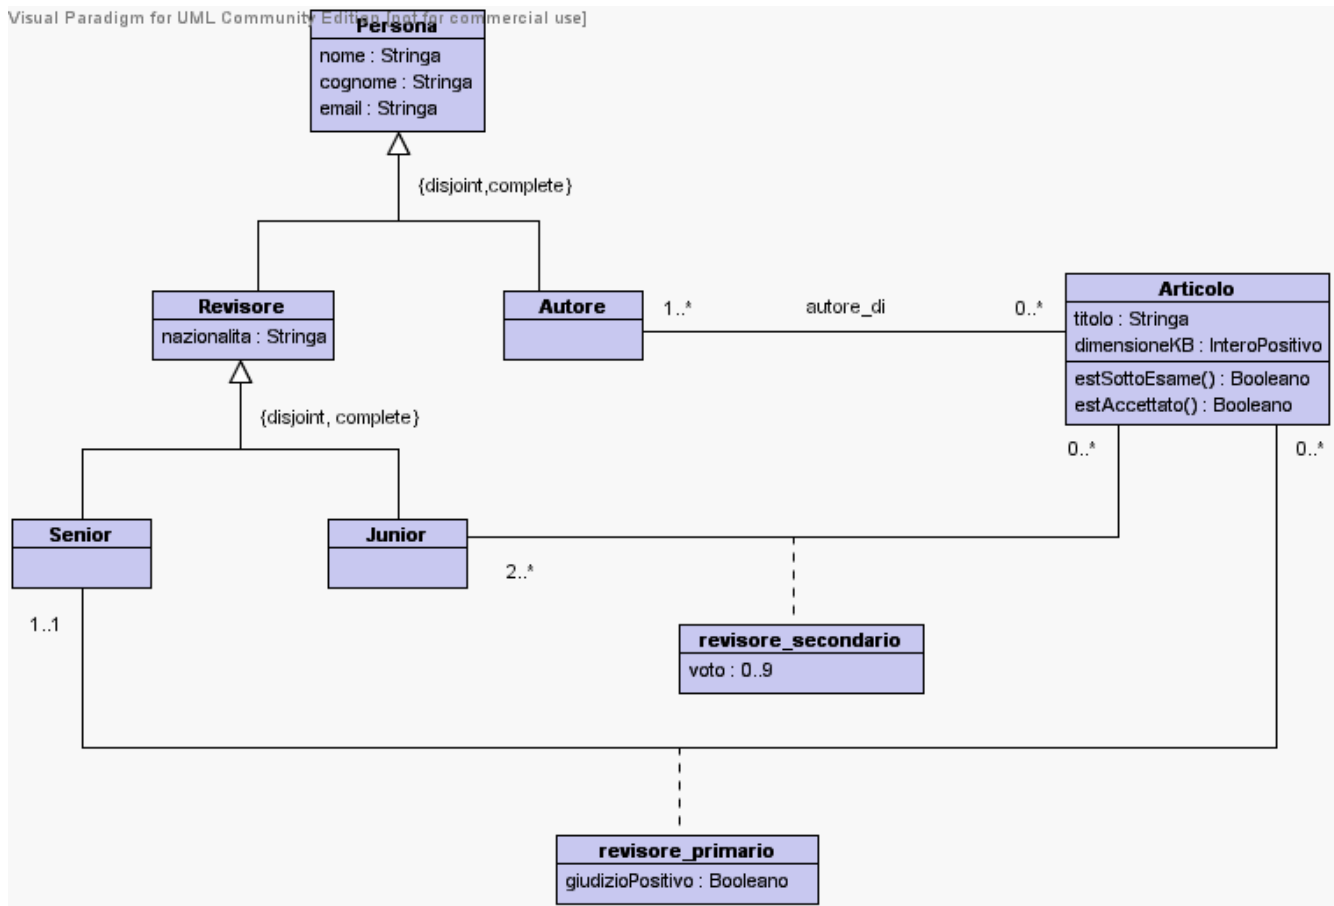 Visual Paradigm for UML Community Edition [not for commercial use]
Persona
nome : Stringa
cognome : Stringa
email : Stringa
{disjoint,complete}
Revisore
nazionalita : Stringa
Autore
1..*
autore_di
0..*
Articolo
titolo : Stringa
dimensioneKB : InteroPositivo
estSottoEsame() : Booleano
estAccettato() : Booleano
{disjoint, complete}
0..*
0..*
Senior
Junior
2..*
1..1
revisore_secondario
voto : 0..9
revisore_primario
giudizioPositivo : Booleano